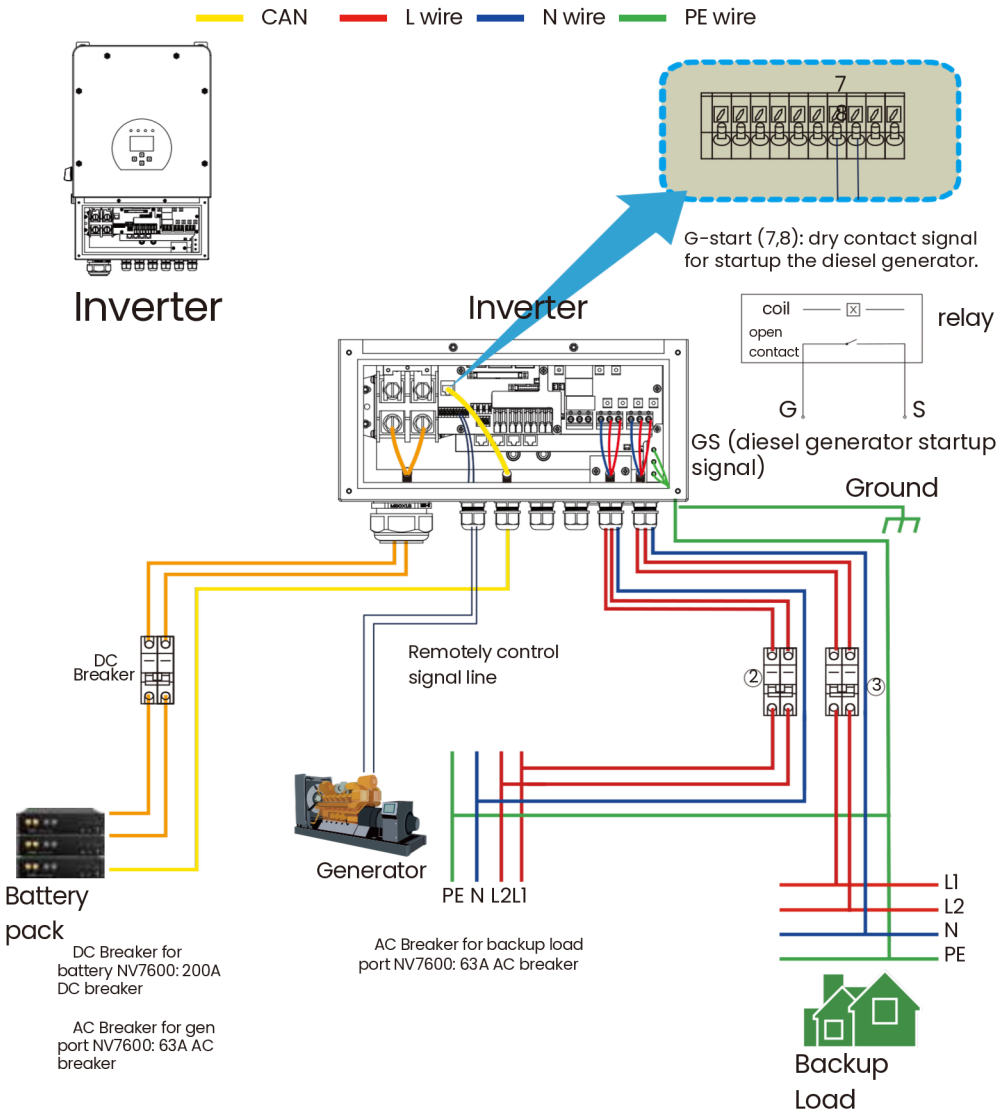 CAN
L wire
N wire
PE wire
7
8
Inverter
G-start (7,8): dry contact signal
for startup the diesel generator.
Inverter
coil
x
relay
open
contact
G
S
GS (diesel generator startup
signal)
Ground
DC
Breaker
Remotely control
signal line
2
3
Generator
PE N L2L1
Battery
pack
L1
L2
N
PE
AC Breaker for backup load
port NV7600: 63A AC breaker
DC Breaker for
battery NV7600: 200A
DC breaker
AC Breaker for gen
port NV7600: 63A AC
breaker
Backup
Load